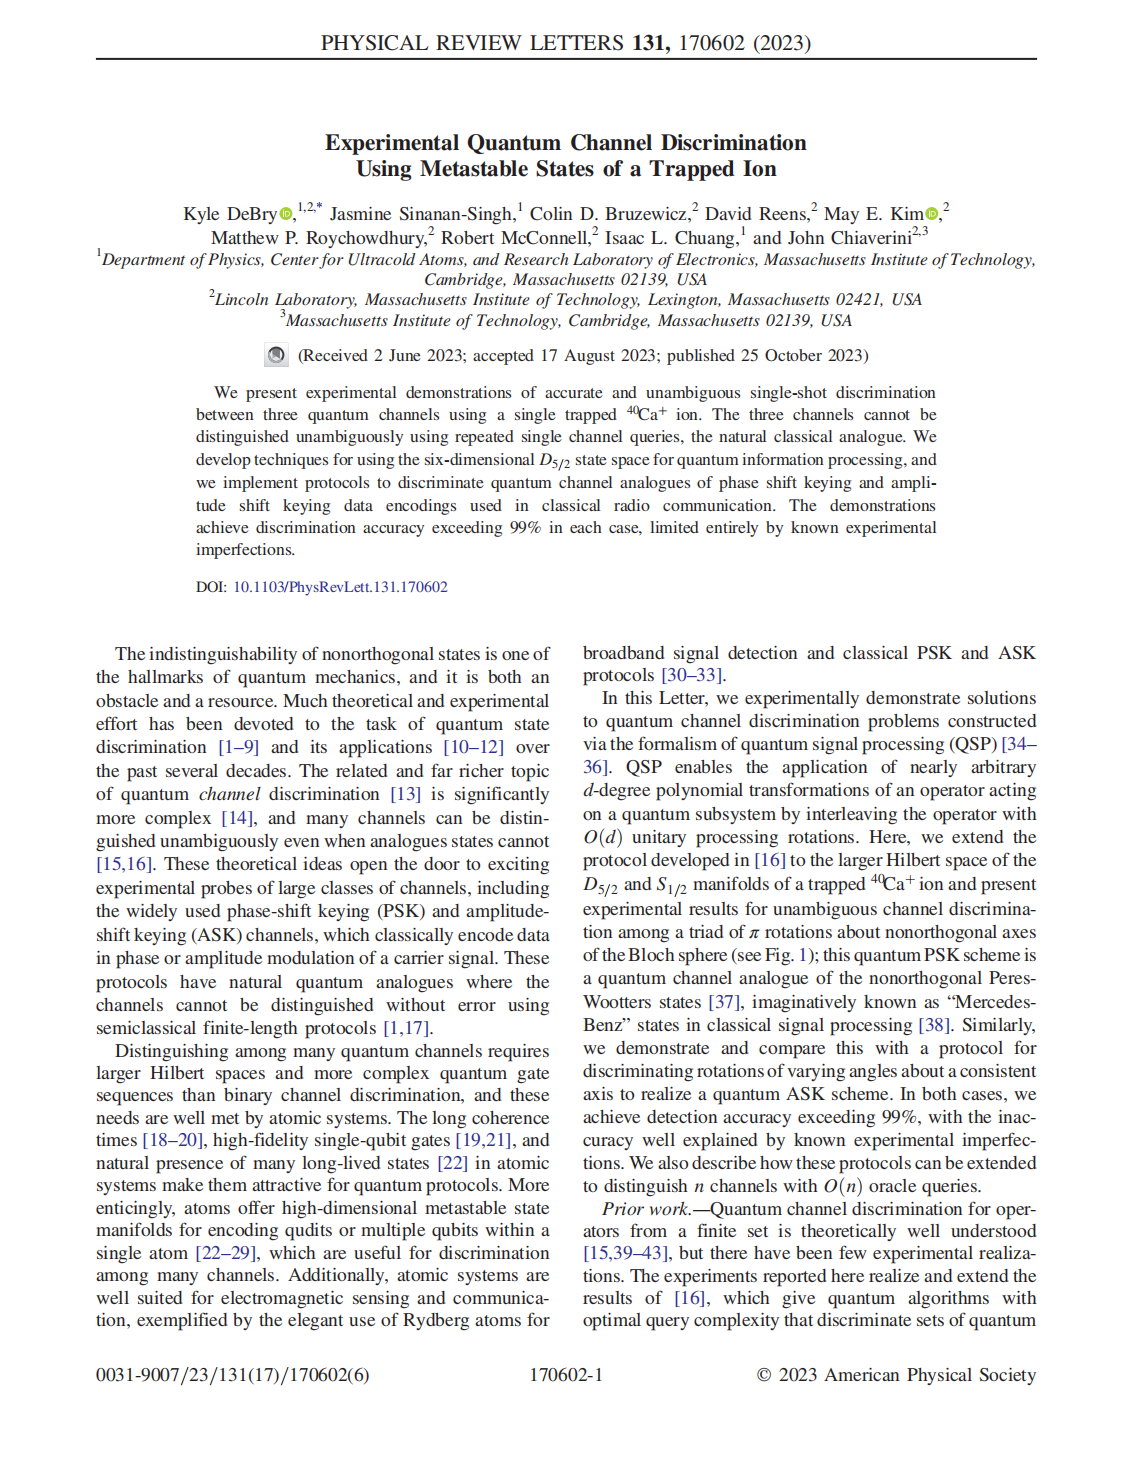 PHYSICAL REVIEW LETTERS 131, 170602 (2023)
Experimental Quantum Channel Discrimination
Using Metastable States of a Trapped Ion
Kyle DeBry,1,2,* Jasmine Sinanan-Singh,1 Colin D. Bruzewicz,2 David Reens,2 May E. Kim,2
Matthew P. Roychowdhury,2 Robert McConnell,2 Isaac L. Chuang,1 and John Chiaverini2,3
1Department of Physics, Center for Ultracold Atoms, and Research Laboratory of Electronics, Massachusetts Institute of Technology,
Cambridge, Massachusetts 02139, USA
2Lincoln Laboratory, Massachusetts Institute of Technology, Lexington, Massachusetts 02421, USA
3Massachusetts Institute of Technology, Cambridge, Massachusetts 02139, USA
(Received 2 June 2023; accepted 17 August 2023; published 25 October 2023)
We present experimental demonstrations of accurate and unambiguous single-shot discrimination
between three quantum channels using a single trapped 40Ca+ ion. The three channels cannot be
distinguished unambiguously using repeated single channel queries, the natural classical analogue. We
develop techniques for using the six-dimensional D5/2 state space for quantum information processing, and
we implement protocols to discriminate quantum channel analogues of phase shift keying and ampli-
tude shift keying data encodings used in classical radio communication. The demonstrations
achieve discrimination accuracy exceeding 99% in each case, limited entirely by known experimental
imperfections.
DOI: 10.1103/PhysRevLett.131.170602
The indistinguishability of nonorthogonal states is one of
the hallmarks of quantum mechanics, and it is both an
obstacle and a resource. Much theoretical and experimental
effort has been devoted to the task of quantum state
discrimination [1–9] and its applications [10–12] over
the past several decades. The related and far richer topic
of quantum channel discrimination [13] is significantly
more complex [14], and many channels can be distin-
guished unambiguously even when analogues states cannot
[15,16]. These theoretical ideas open the door to exciting
experimental probes of large classes of channels, including
the widely used phase-shift keying (PSK) and amplitude-
shift keying (ASK) channels, which classically encode data
in phase or amplitude modulation of a carrier signal. These
protocols have natural quantum analogues where the
channels cannot be distinguished without error using
semiclassical finite-length protocols [1,17].
Distinguishing among many quantum channels requires
larger Hilbert spaces and more complex quantum gate
sequences than binary channel discrimination, and these
needs are well met by atomic systems. The long coherence
times [18–20], high-fidelity single-qubit gates [19,21], and
natural presence of many long-lived states [22] in atomic
systems make them attractive for quantum protocols. More
enticingly, atoms offer high-dimensional metastable state
manifolds for encoding qudits or multiple qubits within a
single atom [22–29], which are useful for discrimination
among many channels. Additionally, atomic systems are
well suited for electromagnetic sensing and communica-
tion, exemplified by the elegant use of Rydberg atoms for
broadband signal detection and classical PSK and ASK
protocols [30–33].
In this Letter, we experimentally demonstrate solutions
to quantum channel discrimination problems constructed
via the formalism of quantum signal processing (QSP) [34–
36]. QSP enables the application of nearly arbitrary
d-degree polynomial transformations of an operator acting
on a quantum subsystem by interleaving the operator with
O(d) unitary processing rotations. Here, we extend the
protocol developed in [16] to the larger Hilbert space of the
D5/2 and S1/2 manifolds of a trapped 40Ca+ ion and present
experimental results for unambiguous channel discrimina-
tion among a triad of π rotations about nonorthogonal axes
of the Bloch sphere (see Fig. 1); this quantum PSK scheme is
a quantum channel analogue of the nonorthogonal Peres-
Wootters states [37], imaginatively known as “Mercedes-
Benz” states in classical signal processing [38]. Similarly,
we demonstrate and compare this with a protocol for
discriminating rotations of varying angles about a consistent
axis to realize a quantum ASK scheme. In both cases, we
achieve detection accuracy exceeding 99%, with the inac-
curacy well explained by known experimental imperfec-
tions. We also describe how these protocols can be extended
to distinguish n channels with O(n) oracle queries.
Prior work.—Quantum channel discrimination for oper-
ators from a finite set is theoretically well understood
[15,39–43], but there have been few experimental realiza-
tions. The experiments reported here realize and extend the
results of [16], which give quantum algorithms with
optimal query complexity that discriminate sets of quantum
0031-9007/23/131(17)/170602(6)
170602-1
© 2023 American Physical Society